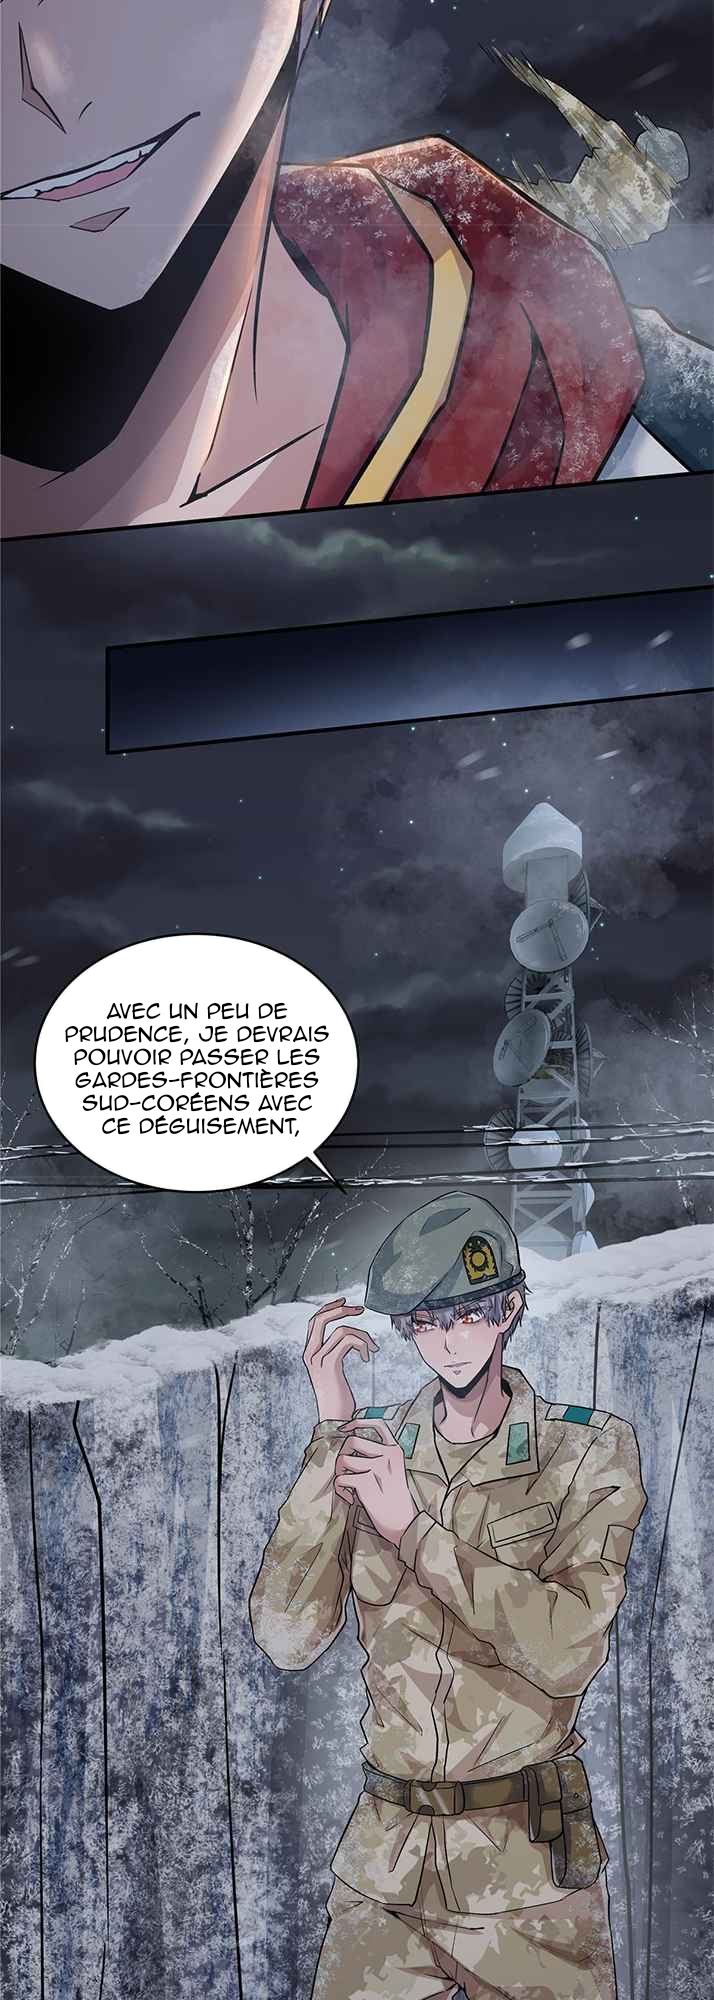 AVEC UN PEU DE
PRUDENCE, JE DEVRAIS
POUVOIR PASSER LES
GARDES-FRONTIÈRES
SUD-CORÉENS AVEC
CE DÉGUISEMENT,